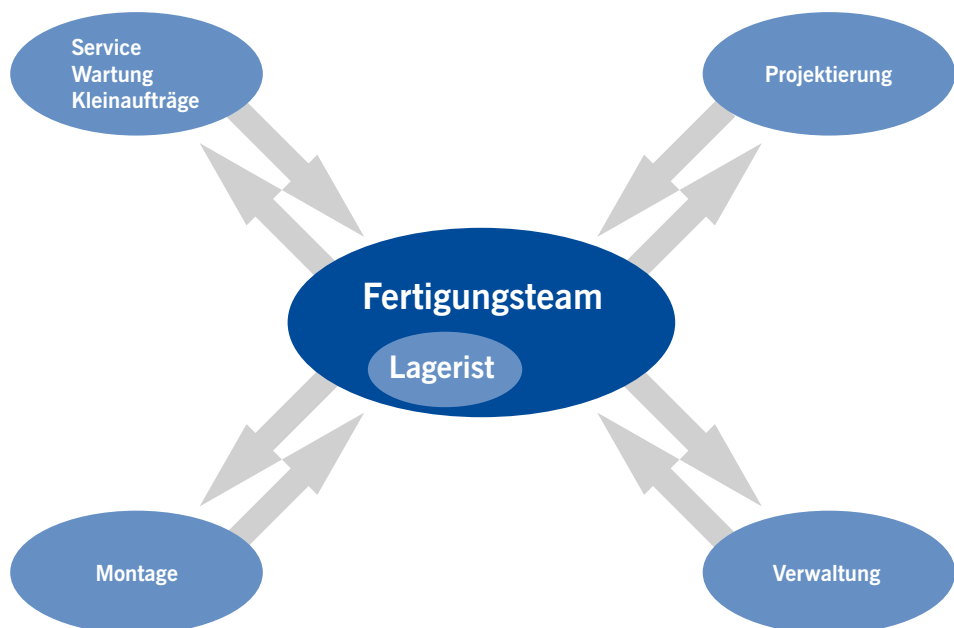 Service
Wartung
Kleinaufträge
Projektierung
Fertigungsteam
Lagerist
Montage
Verwaltung